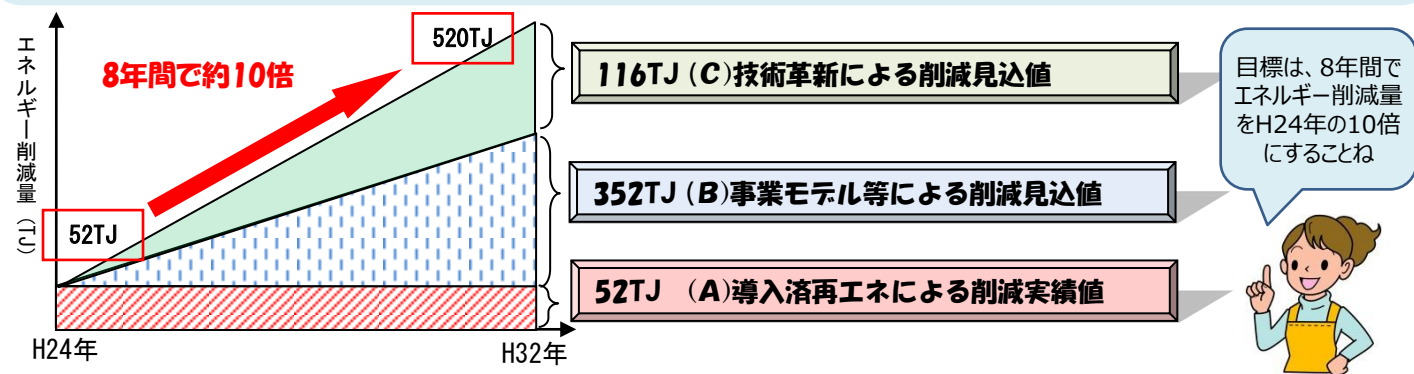 エネルギー削減量（TJ）
8年間で約10倍
520TJ
52TJ
H24年
H32年
116TJ（C）技術革新による削減見込値
352TJ（B）事業モデル等による削減見込値
52TJ （A）導入済再エネによる削減実績値
目標は、8年間で
エネルギー削減量
をH24年の10倍
にすることね